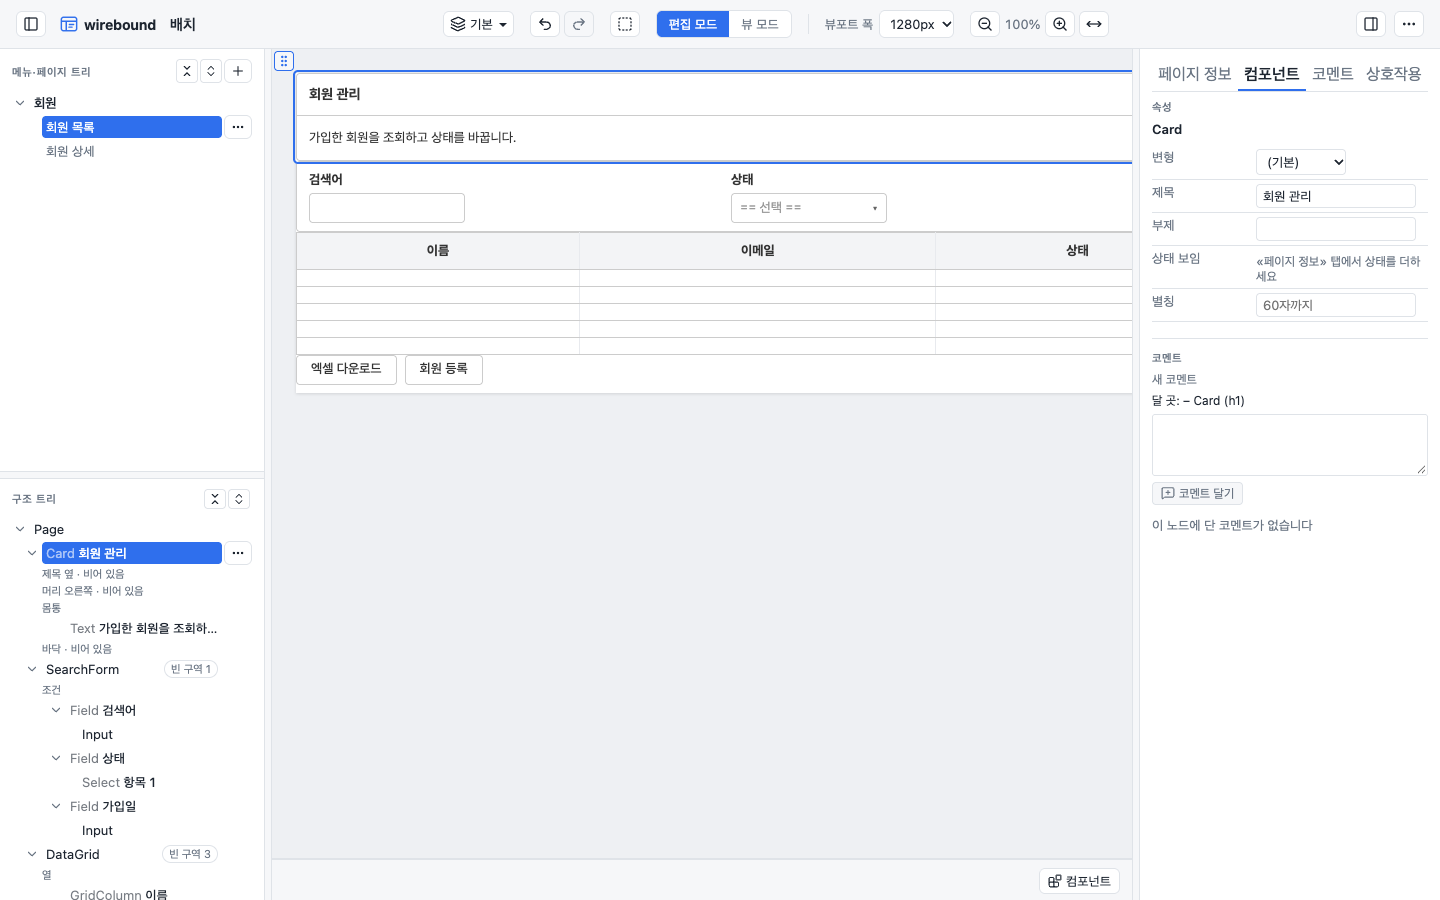 wirebound 배치
기본
편집 모드
뷰 모드
뷰포트 폭
1280px
100%
메뉴·페이지 트리
회원
회원 목록
회원 상세
구조 트리
Page
Card 회원 관리
제목 옆 · 비어 있음
머리 오른쪽 · 비어 있음
몸통
Text 가입한 회원을 조회하...
바닥 · 비어 있음
SearchForm 빈 구역 1
조건
Field 검색어
Input
Field 상태
Select 항목 1
Field 가입일
Input
DataGrid 빈 구역 3
열
GridColumn 이름
회원 관리
가입한 회원을 조회하고 상태를 바꿉니다.
검색어 상태
== 선택 ==
이름 이메일 상태
엑셀 다운로드 회원 등록
컴포넌트
페이지 정보 컴포넌트 코멘트 상호작용
속성
Card
변형 (기본)
제목 회원 관리
부제
상태 보임 «페이지 정보» 탭에서 상태를 더하
세요
별칭 60자까지
코멘트
새 코멘트
달 곳: – Card (h1)
코멘트 달기
이 노드에 단 코멘트가 없습니다